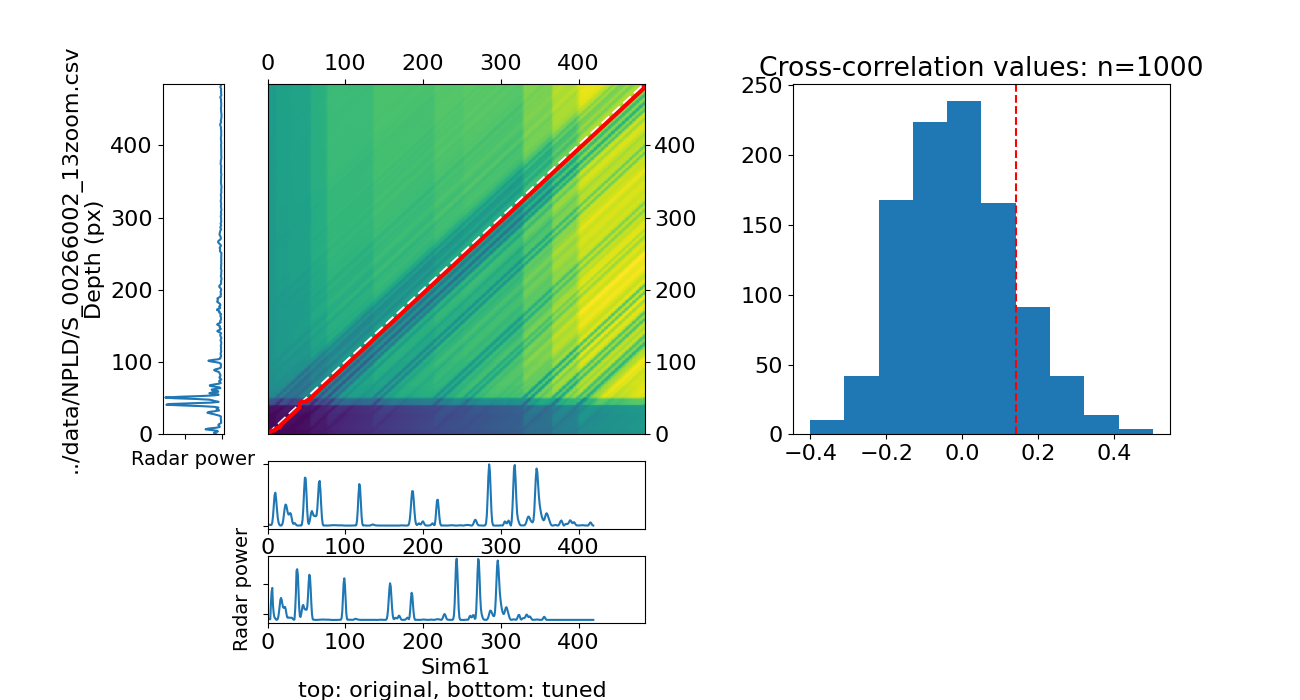 0 100 200 300 400
Cross-correlation values: n=1000
../data/NPLD/S_00266002_13zoom.csv
Depth (px)
400
300
200
100
0
400
300
200
100
0
250
200
150
100
50
0
−0.4 −0.2 0.0 0.2 0.4
Radar power
0 100 200 300 400
Radar power
0 100 200 300 400
Sim61
top: original, bottom: tuned